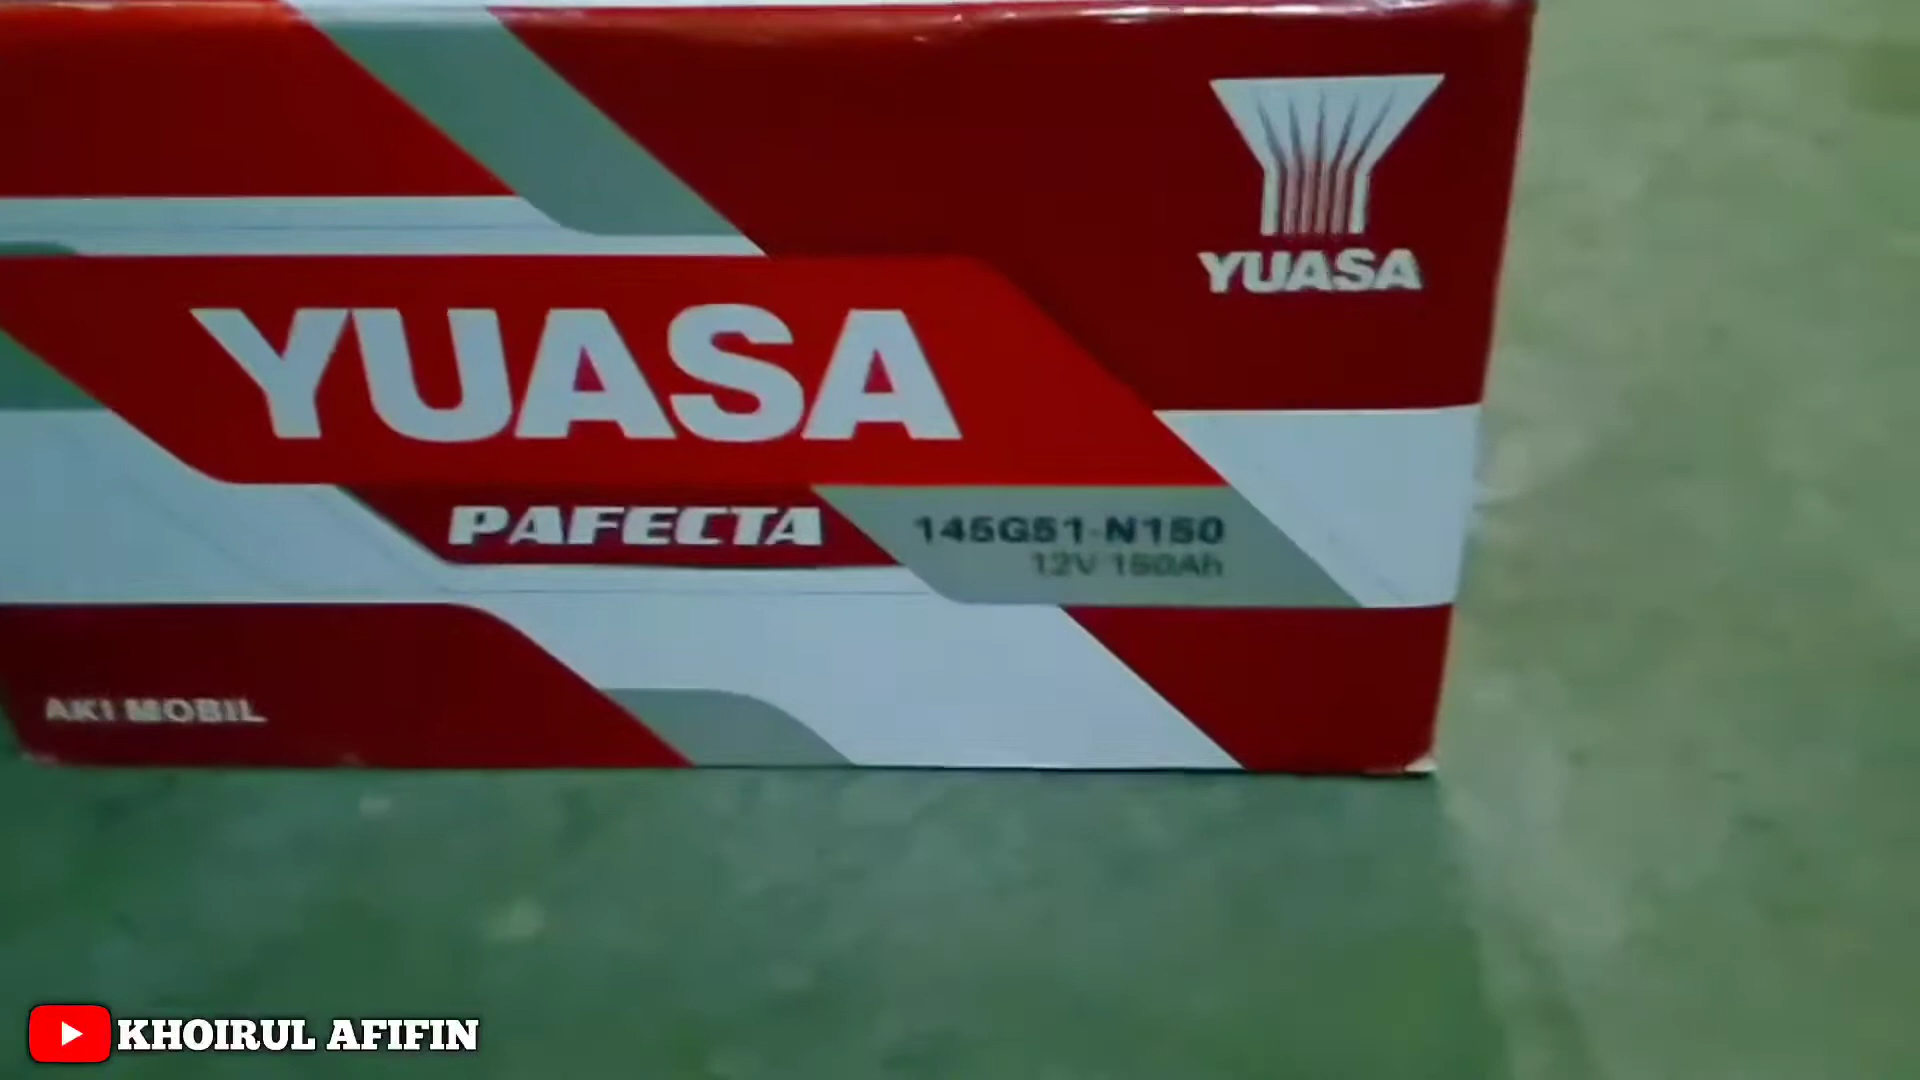 YUASA
YUASA
PAFECTA
145G51-N150
12V 150Ah
AKI MOBIL
KHOIRUL AFIFIN